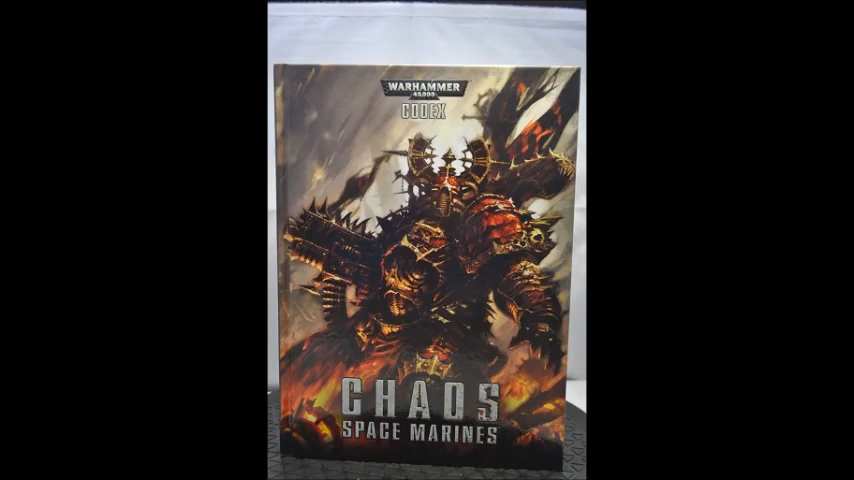 WARHAMMER
40,000
CODEX
CHAOS
SPACE MARINES